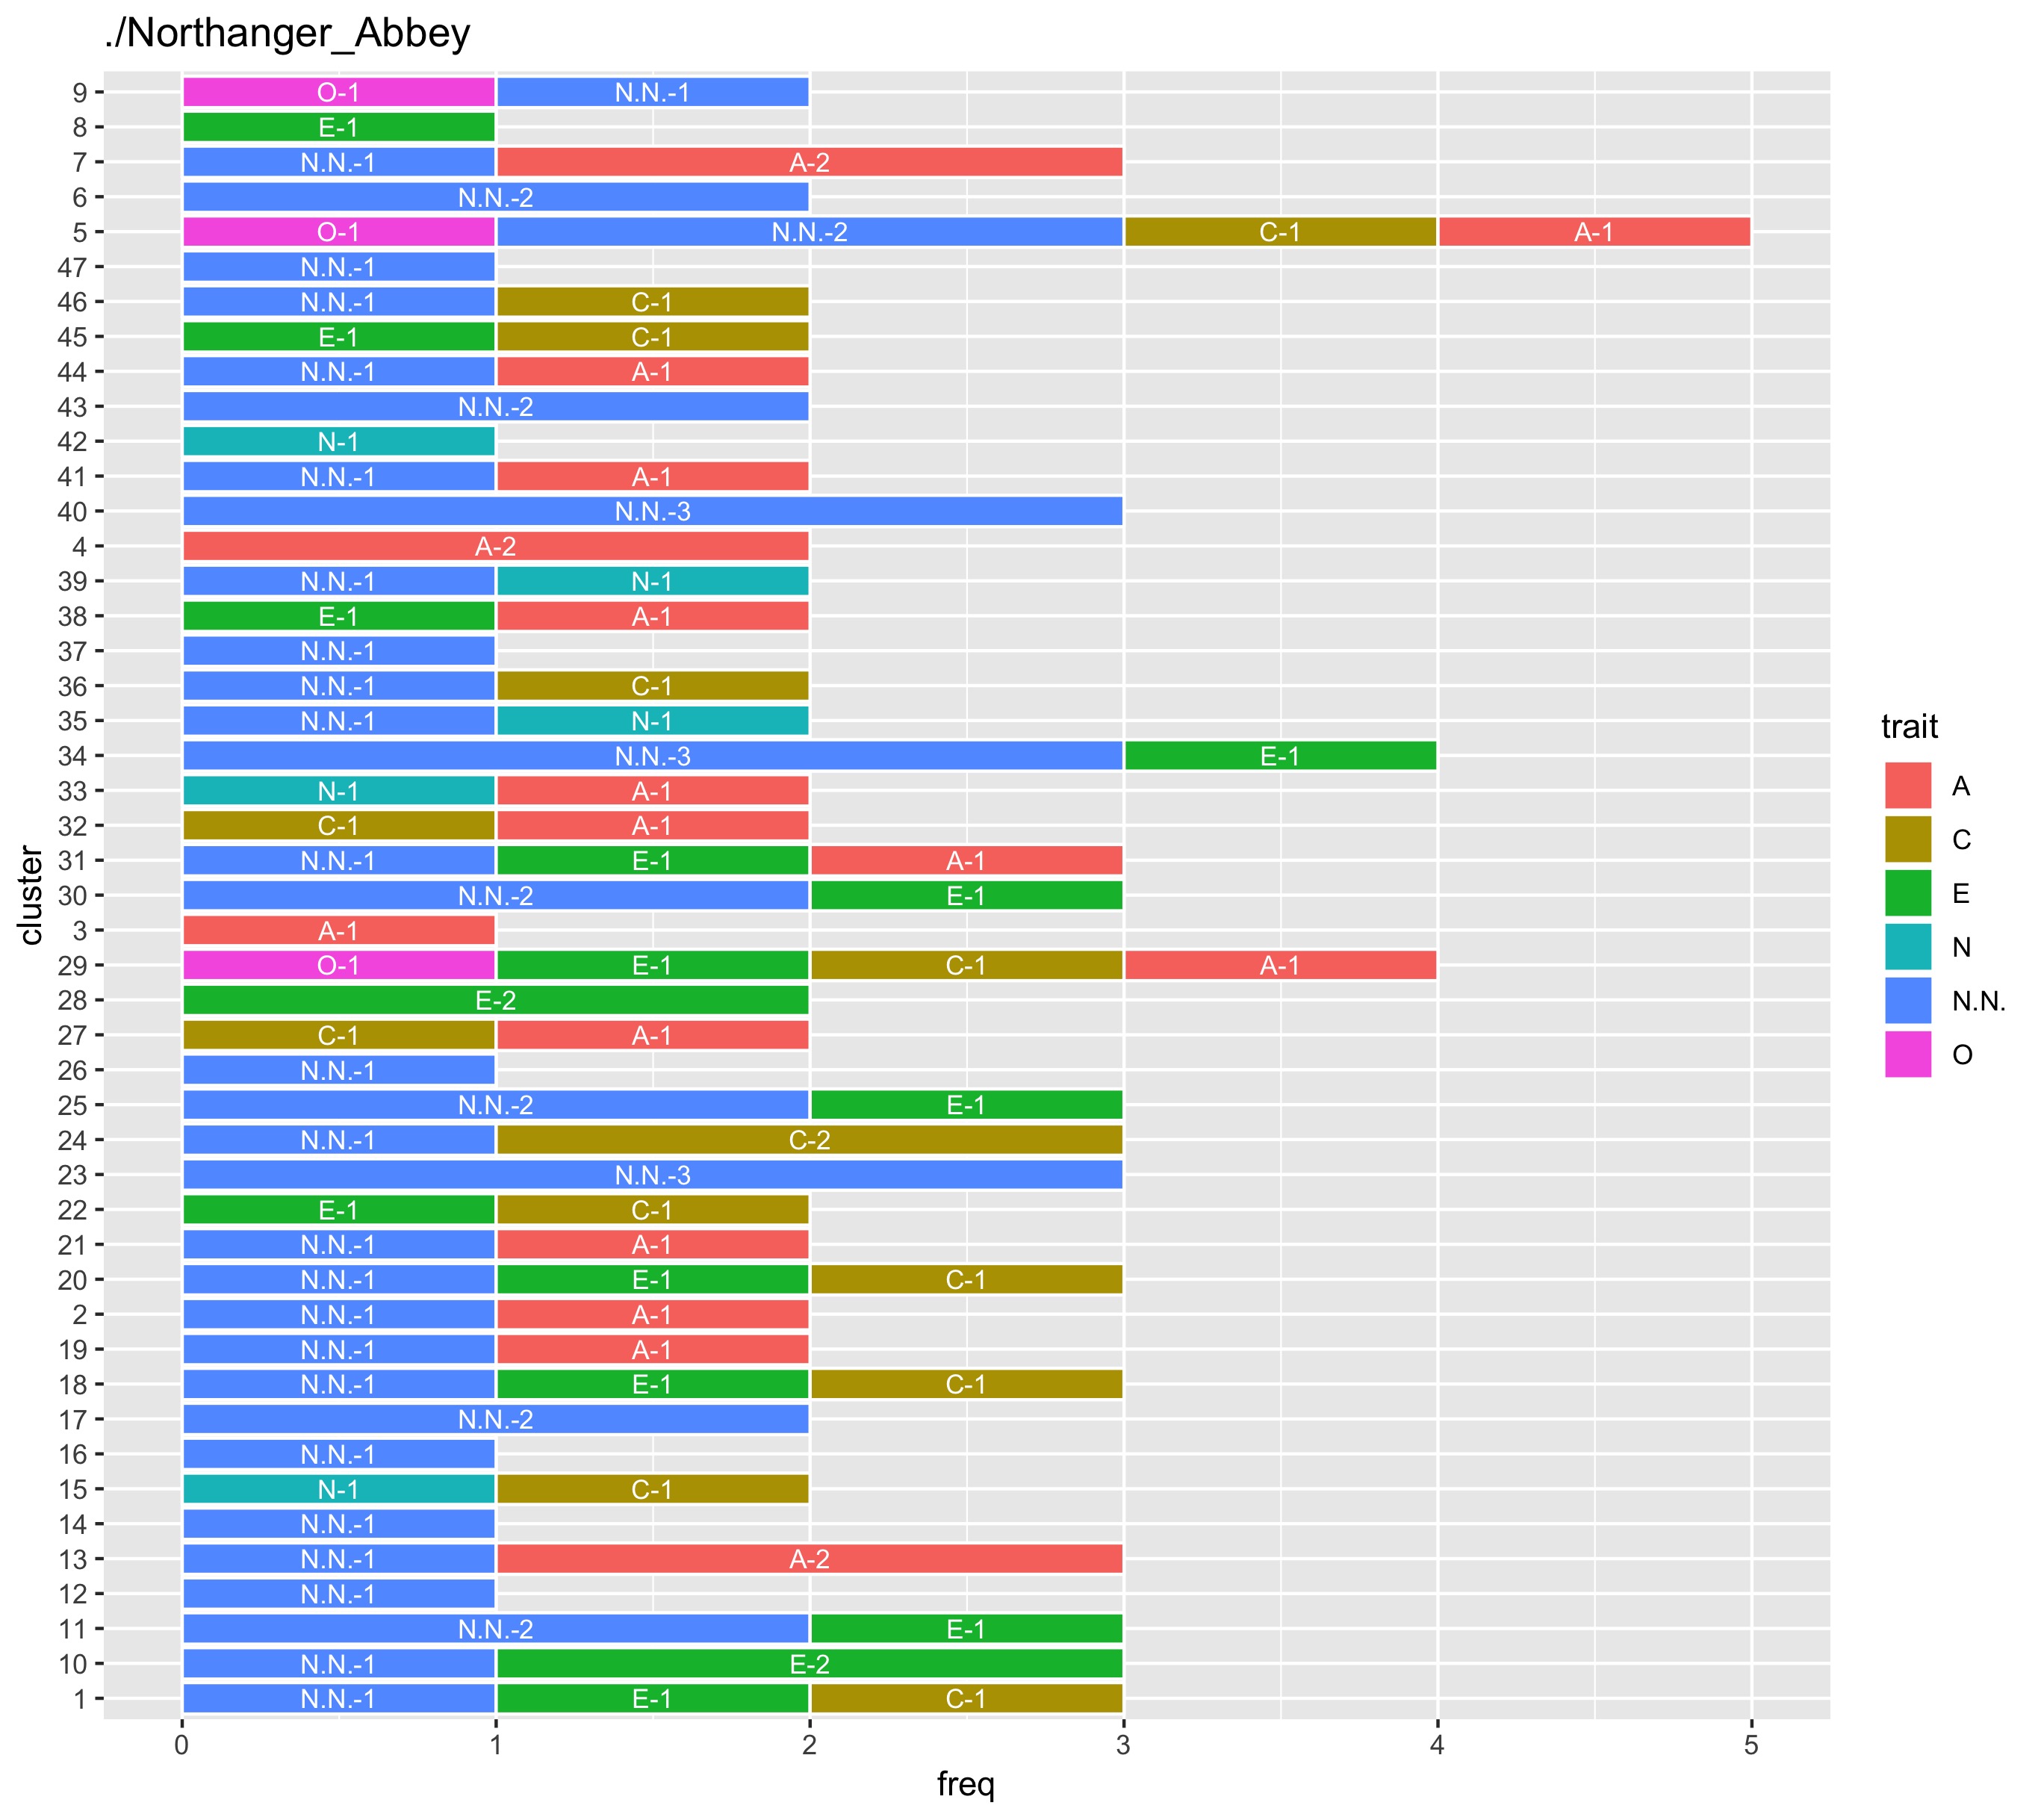 ./Northanger_Abbey
9 O-1 N.N.-1
8 E-1
7 N.N.-1 A-2
6 N.N.-2
5 O-1 N.N.-2 C-1 A-1
47 N.N.-1
46 N.N.-1 C-1
45 E-1 C-1
44 N.N.-1 A-1
43 N.N.-2
42 N-1
41 N.N.-1 A-1
40 N.N.-3
4 A-2
39 N.N.-1 N-1
38 E-1 A-1
37 N.N.-1
36 N.N.-1 C-1
35 N.N.-1 N-1
34 N.N.-3 E-1
33 N-1 A-1
32 C-1 A-1
31 N.N.-1 E-1 A-1
30 N.N.-2 E-1
3 A-1
29 O-1 E-1 C-1 A-1
28 E-2
27 C-1 A-1
26 N.N.-1
25 N.N.-2 E-1
24 N.N.-1 C-2
23 N.N.-3
22 E-1 C-1
21 N.N.-1 A-1
20 N.N.-1 E-1 C-1
2 N.N.-1 A-1
19 N.N.-1 A-1
18 N.N.-1 E-1 C-1
17 N.N.-2
16 N.N.-1
15 N-1 C-1
14 N.N.-1
13 N.N.-1 A-2
12 N.N.-1
11 N.N.-2 E-1
10 N.N.-1 E-2
1 N.N.-1 E-1 C-1
0 1 2 3 4 5
freq
cluster
trait
A
C
E
N
N.N.
O